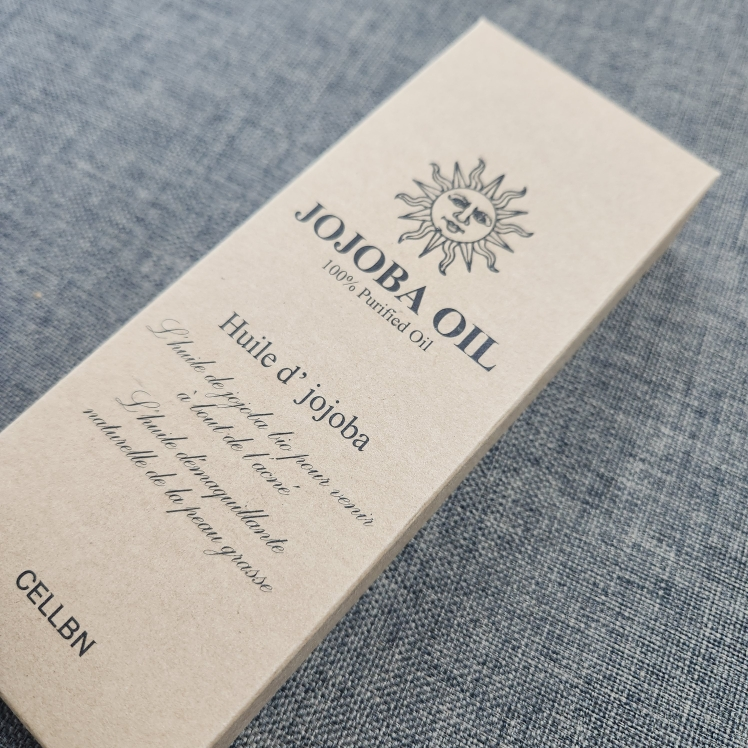 JOJOBA OIL
100% Purified Oil
Huile d' jojoba
L'huile de jojoba bio pour venir
à bout de l'acné
L'huile démaquillante
naturelle de la peau grasse
CELLBN